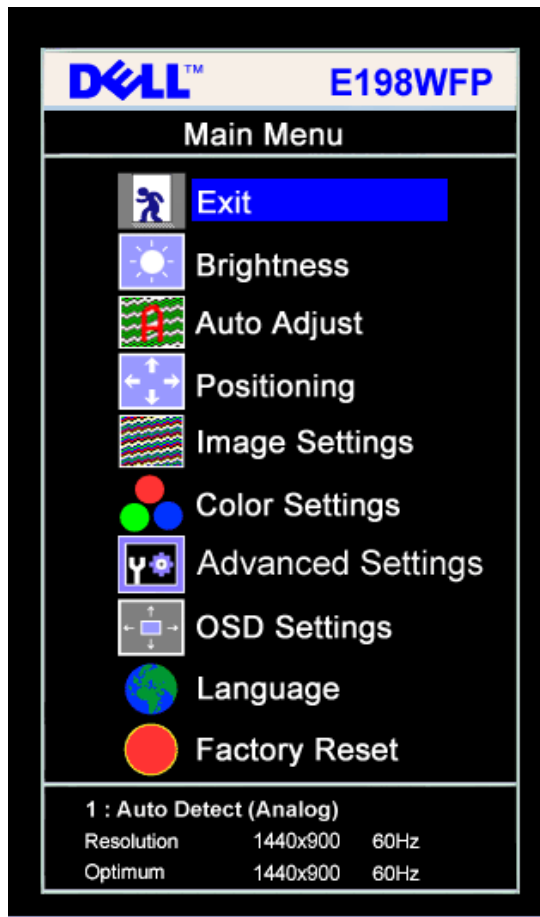 DELL™ E198WFP
Main Menu
Exit
Brightness
Auto Adjust
Positioning
Image Settings
Color Settings
Advanced Settings
OSD Settings
Language
Factory Reset
1 : Auto Detect (Analog)
Resolution 1440x900 60Hz
Optimum 1440x900 60Hz